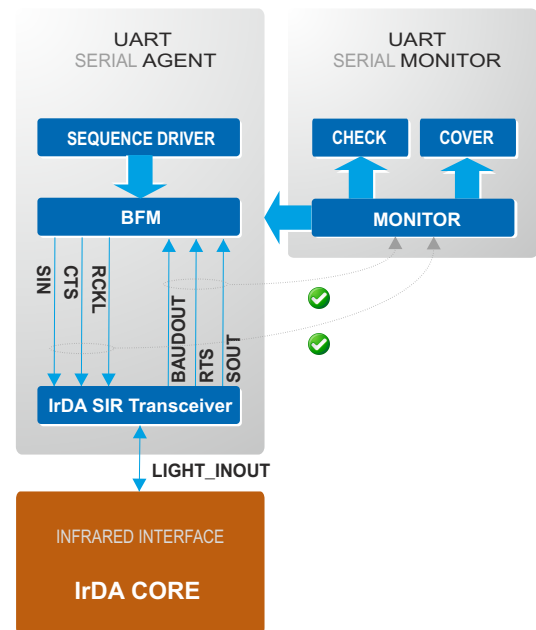 UART
SERIAL AGENT
UART
SERIAL MONITOR
SEQUENCE DRIVER
CHECK
COVER
BFM
MONITOR
SIN
CTS
RCKL
BAUDOUT
RTS
SOUT
IrDA SIR Transceiver
LIGHT_INOUT
INFRARED INTERFACE
IrDA CORE